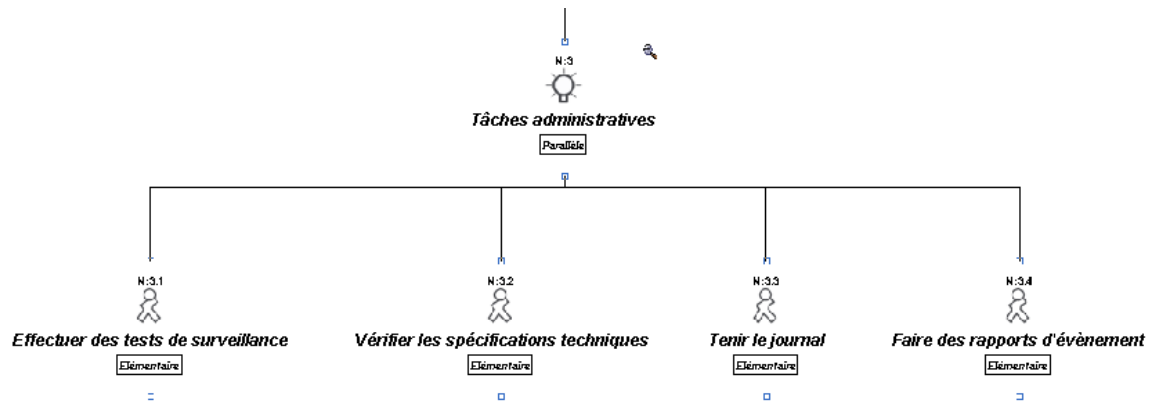 N:3
Tâches administratives
Parallèle
N:3.1 N:3.2 N:3.3 N:3.4
Effectuer des tests de surveillance Vérifier les spécifications techniques Tenir le journal Faire des rapports d'évènement
Elémentaire Elémentaire Elémentaire Elémentaire